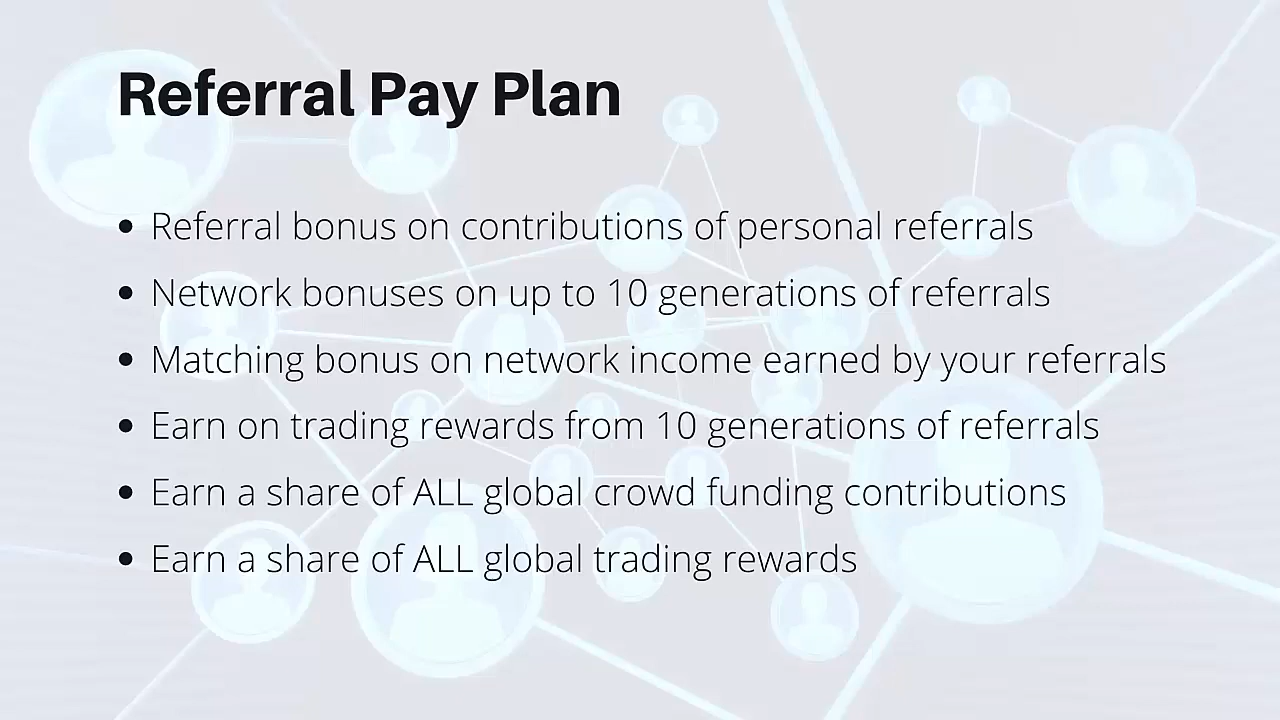 Referral Pay Plan
• Referral bonus on contributions of personal referrals
• Network bonuses on up to 10 generations of referrals
• Matching bonus on network income earned by your referrals
• Earn on trading rewards from 10 generations of referrals
• Earn a share of ALL global crowd funding contributions
• Earn a share of ALL global trading rewards